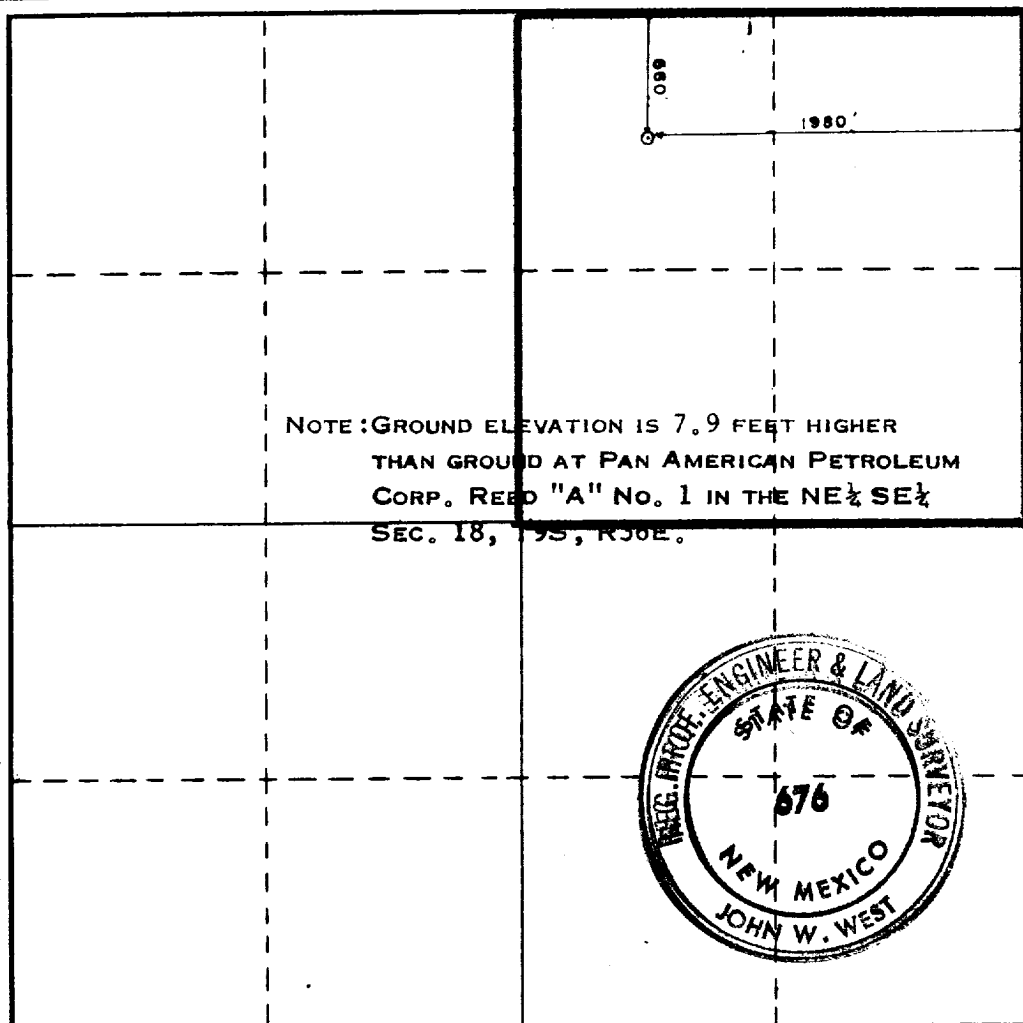 660'
1980'
NOTE: GROUND ELEVATION IS 7.9 FEET HIGHER
THAN GROUND AT PAN AMERICAN PETROLEUM
CORP. REED "A" NO. 1 IN THE NE¼ SE¼
SEC. 18,
REG. PROF. ENGINEER & LAND SURVEYOR
STATE OF
676
NEW MEXICO
JOHN W. WEST